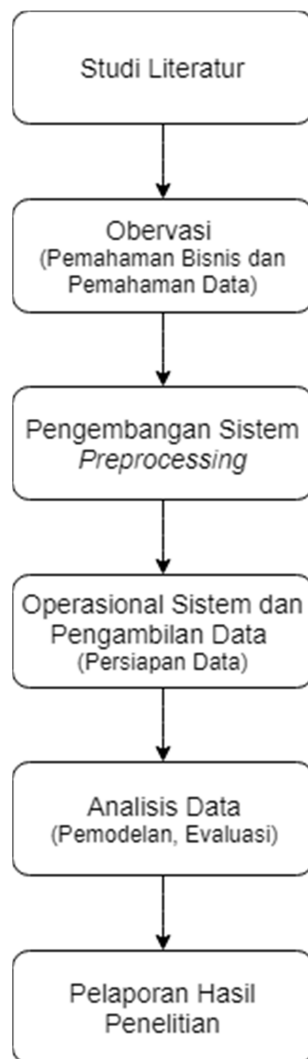 Studi Literatur
Obervasi
(Pemahaman Bisnis dan
Pemahaman Data)
Pengembangan Sistem
Preprocessing
Operasional Sistem dan
Pengambilan Data
(Persiapan Data)
Analisis Data
(Pemodelan, Evaluasi)
Pelaporan Hasil
Penelitian